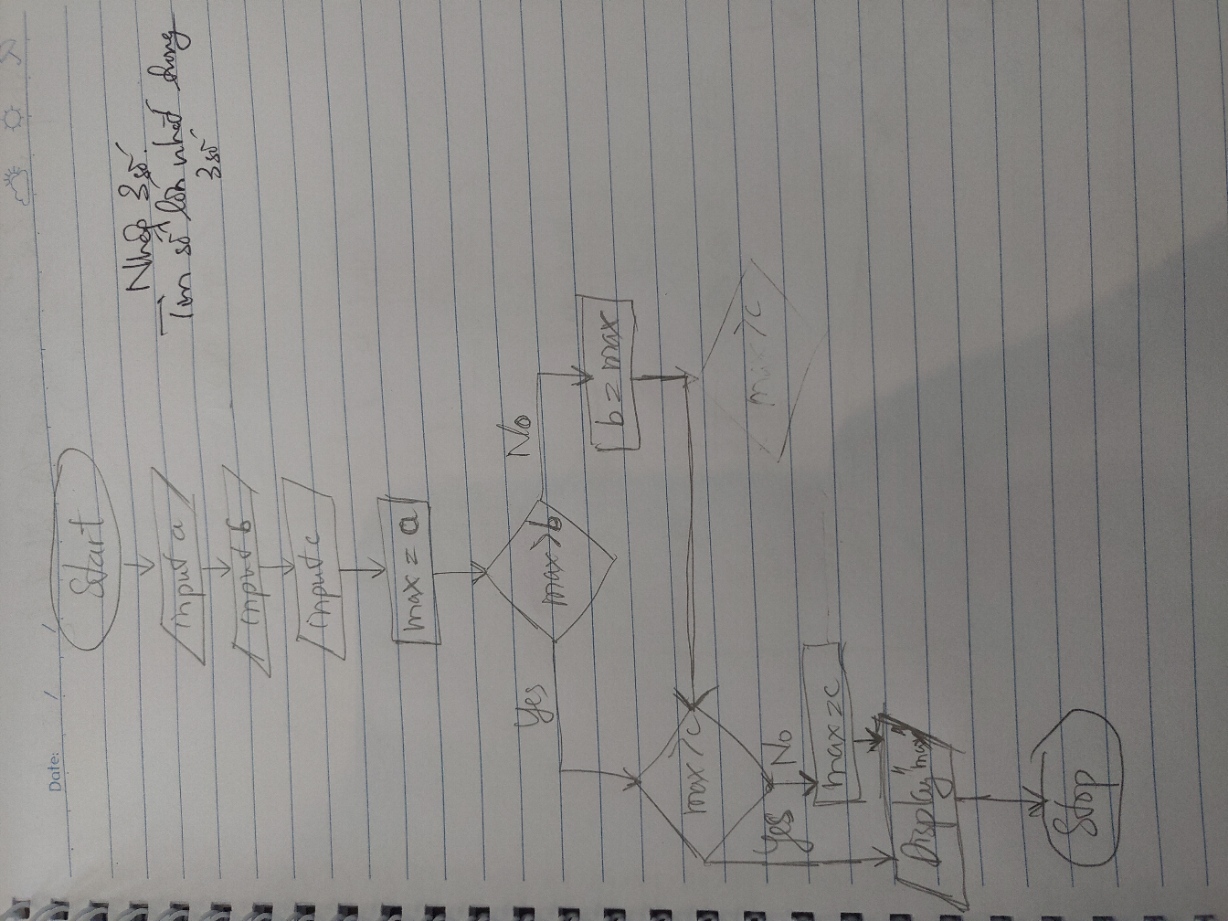 Date: / /
Start
Nhập 3 số.
Tìm số lớn nhất trong
3 số
input a
input b
input c
max = a
max > b
Yes
No
b = max
max > c
> c
Yes
No
max = c
Display "max"
Stop